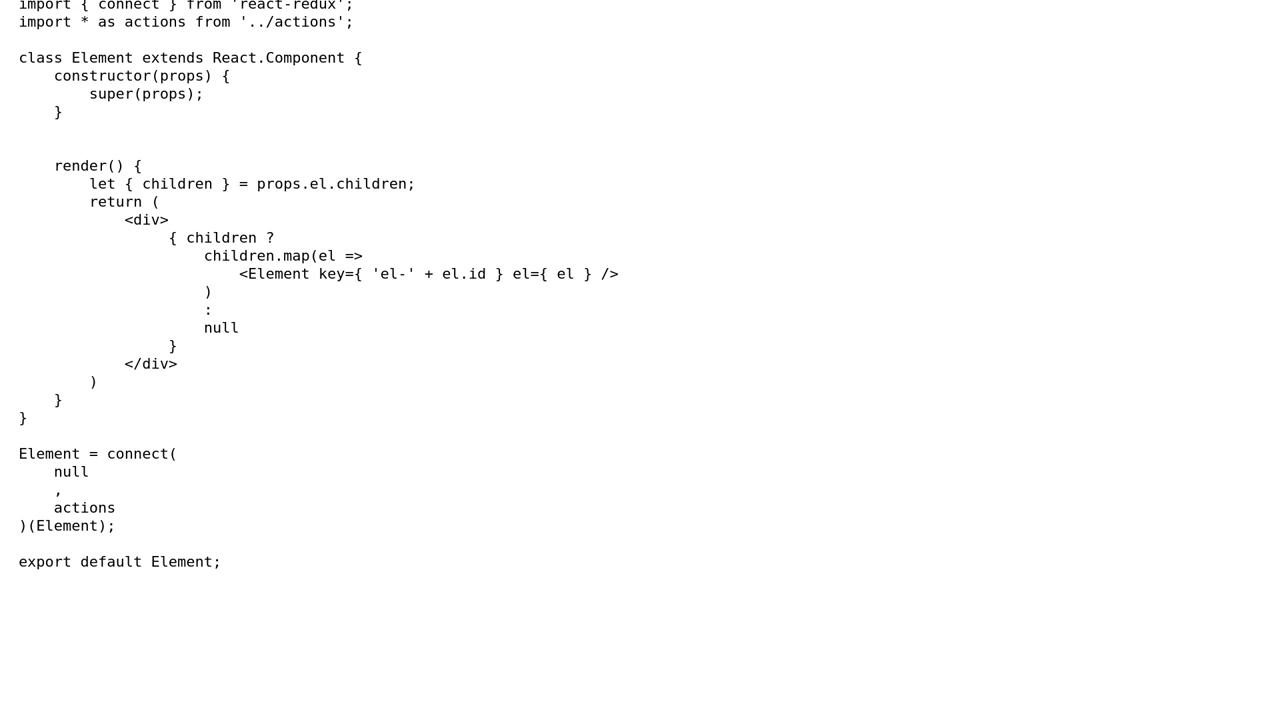 import { connect } from 'react-redux';
import * as actions from '../actions';
class Element extends React.Component {
    constructor(props) {
        super(props);
    }
    render() {
        let { children } = props.el.children;
        return (
            <div>
                 { children ?
                     children.map(el =>
                         <Element key={ 'el-' + el.id } el={ el } />
                     )
                     :
                     null
                 }
            </div>
        )
    }
}
Element = connect(
    null
    ,
    actions
)(Element);
export default Element;